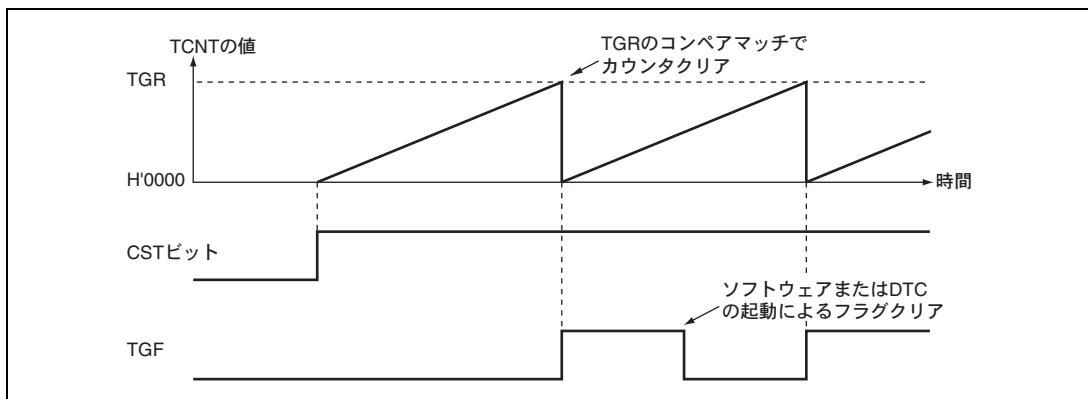 TCNTの値
TGRのコンペアマッチで
カウンタクリア
TGR
H'0000
時間
CSTビット
ソフトウェアまたはDTC
の起動によるフラグクリア
TGF